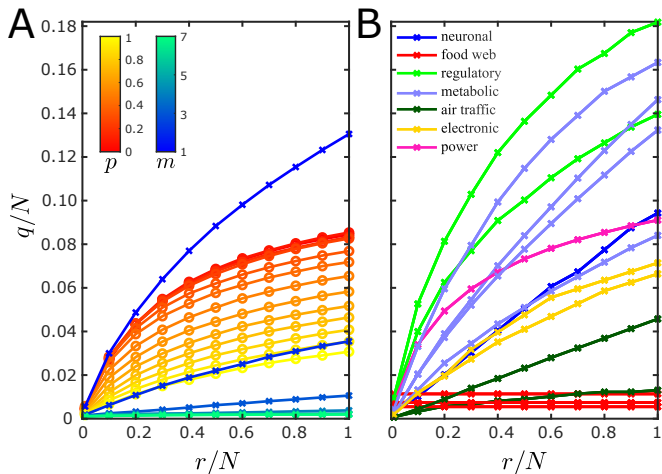 A
B
0.18
0.16
0.14
0.12
0.10
0.08
0.06
0.04
0.02
0
q/N
1
0.8
0.6
0.4
0.2
0
p
7
5
3
1
m
neuronal
food web
regulatory
metabolic
air traffic
electronic
power
0 0.2 0.4 0.6 0.8 1
0 0.2 0.4 0.6 0.8 1
r/N
r/N